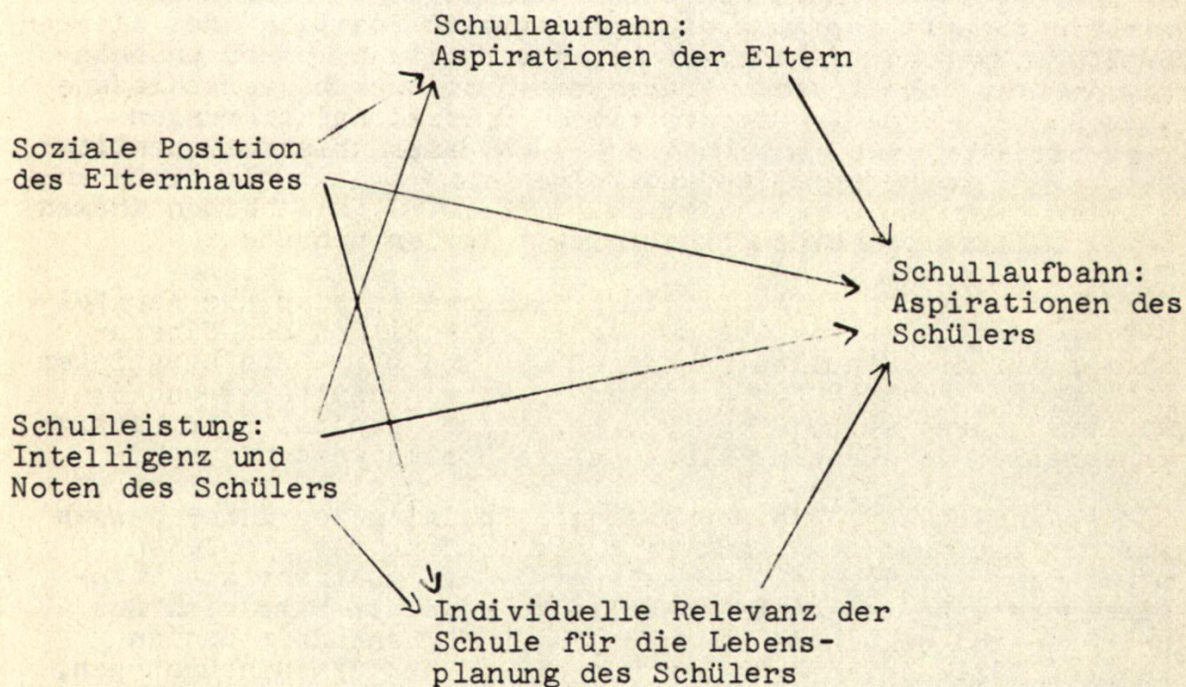 Schullaufbahn:
Aspirationen der Eltern
Soziale Position
des Elternhauses
Schullaufbahn:
Aspirationen des
Schülers
Schulleistung:
Intelligenz und
Noten des Schülers
Individuelle Relevanz der
Schule für die Lebens-
planung des Schülers